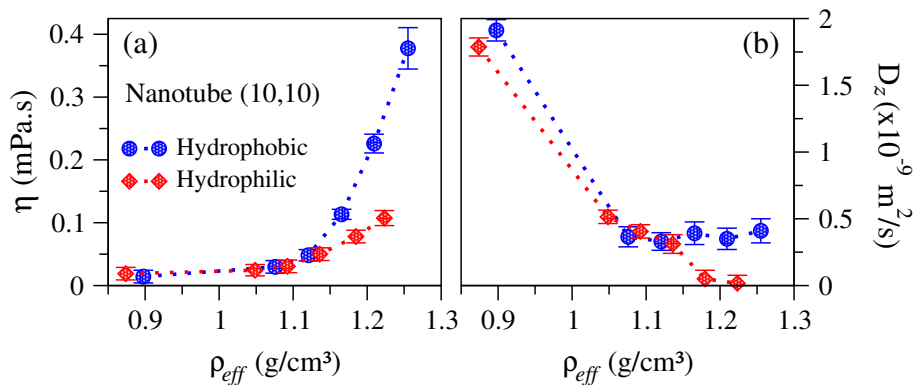 0.4
0.3
0.2
0.1
0
η (mPa.s)
(a)
Nanotube (10,10)
Hydrophobic
Hydrophilic
0.9
1
1.1
1.2
1.3
ρeff (g/cm³)
(b)
0.9
1
1.1
1.2
1.3
ρeff (g/cm³)
2
1.5
1
0.5
0
Dz (x10⁻⁹ m²/s)